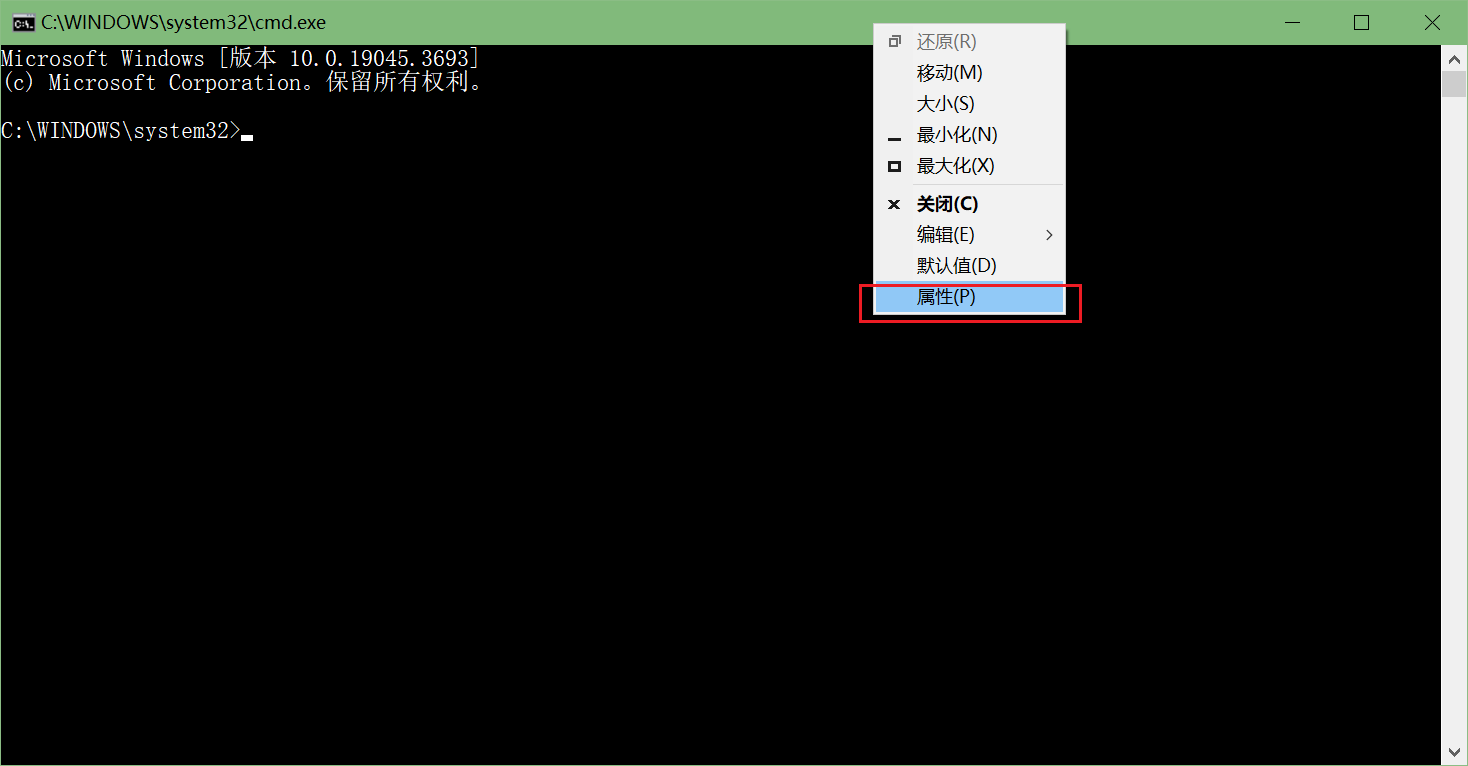 C:\WINDOWS\system32\cmd.exe
Microsoft Windows [版本 10.0.19045.3693]
(c) Microsoft Corporation。保留所有权利。
C:\WINDOWS\system32>
还原(R)
移动(M)
大小(S)
最小化(N)
最大化(X)
关闭(C)
编辑(E)
默认值(D)
属性(P)